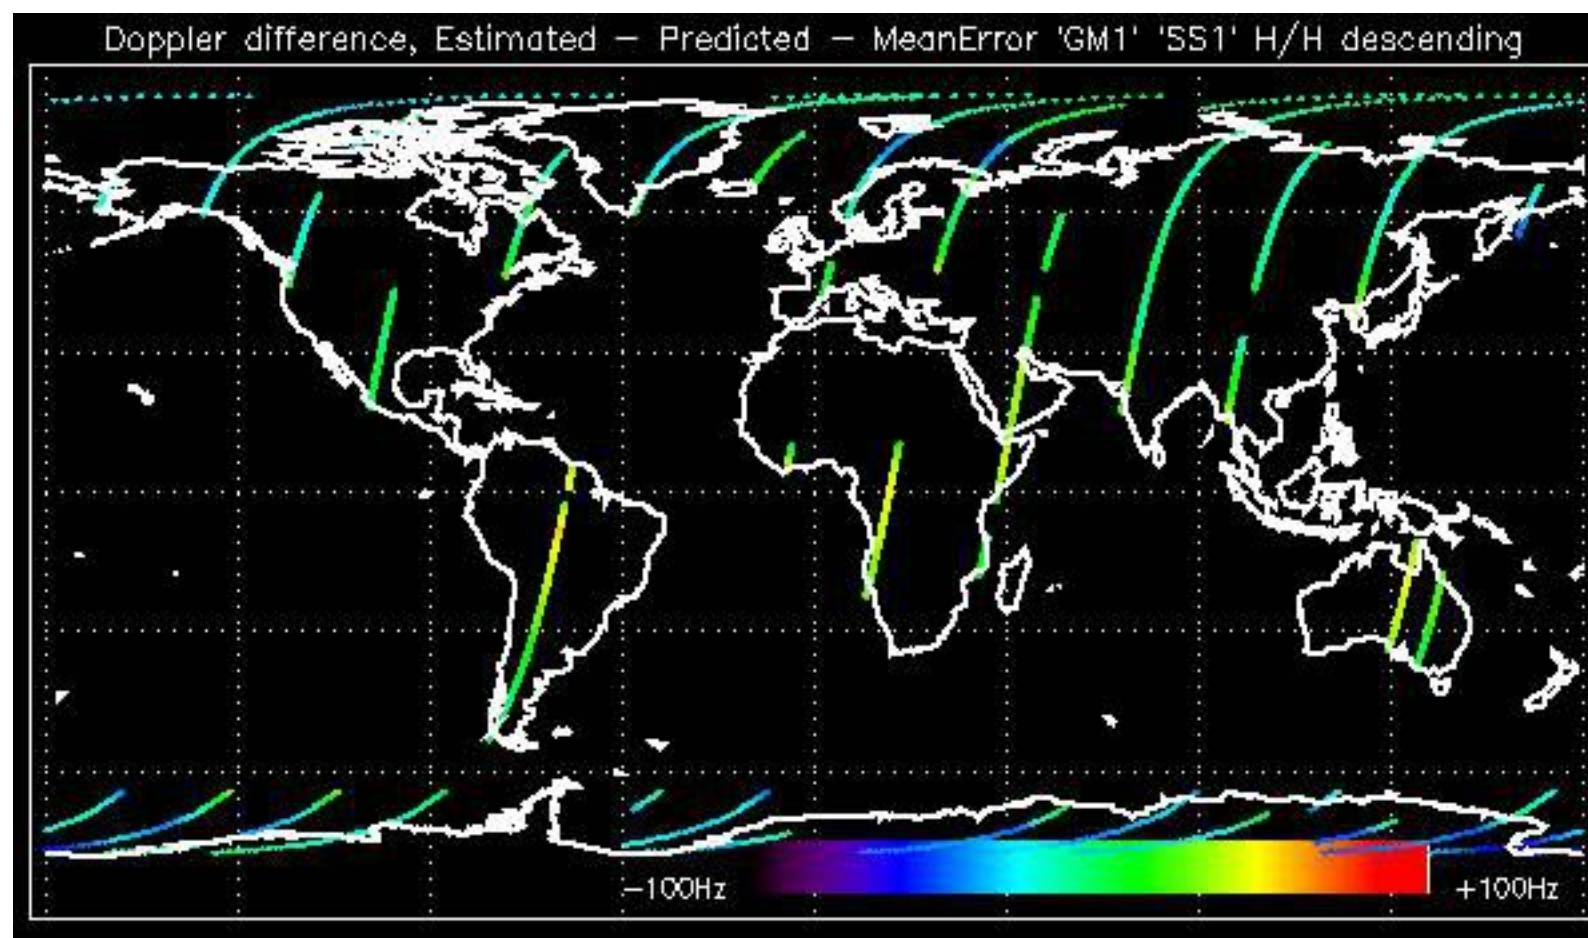 Doppler difference, Estimated – Predicted – MeanError 'GM1' 'SS1' H/H descending
–100Hz +100Hz